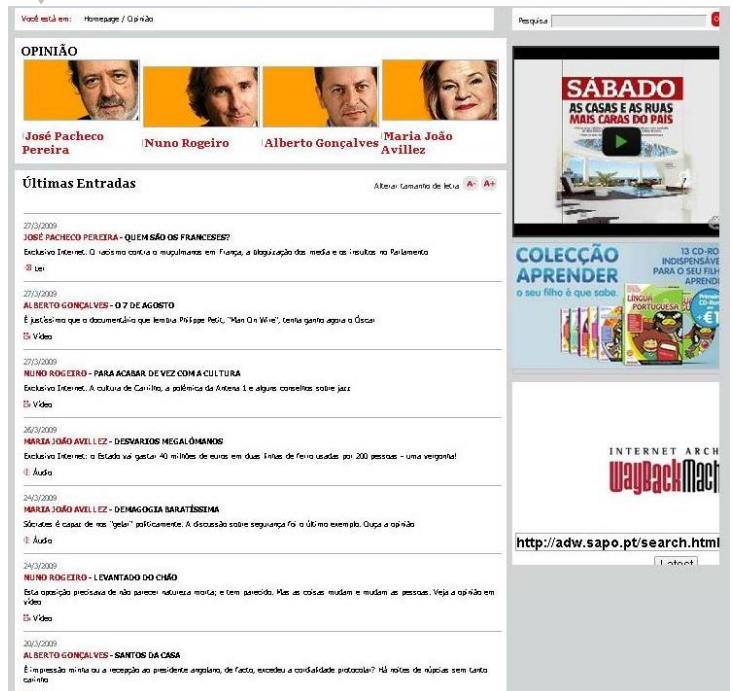 Você está em: Homepage / Opinião
Pesquisa
OPINIÃO
José Pacheco Pereira
Nuno Rogeiro
Alberto Gonçalves
Maria João Avillez
Últimas Entradas
Alterar tamanho de letra A- A+
27/3/2009
JOSÉ PACHECO PEREIRA - QUEM SÃO OS FRANCESES?
Exclusivo Internet. O racismo contra o muçulmanos em França, a bloguização dos media e os insultos no Parlamento
Ler
27/3/2009
ALBERTO GONÇALVES - O 7 DE AGOSTO
É justíssimo que o documentário que lembra Philippe Petit, "Man On Wire", tenha ganho agora o Óscar
Vídeo
27/3/2009
NUNO ROGEIRO - PARA ACABAR DE VEZ COM A CULTURA
Exclusivo Internet. A cultura de Carrilho, a polémica da Antena 1 e alguns conselhos sobre jazz
Vídeo
26/3/2009
MARIA JOÃO AVILLEZ - DESVARIOS MEGALÓMANOS
Exclusivo Internet: o Estado vai gastar 40 milhões de euros em duas linhas de ferro usadas por 200 pessoas - uma vergonha!
Áudio
24/3/2009
MARIA JOÃO AVILLEZ - DEMAGOGIA BARATÍSSIMA
Sócrates é capaz de nos "gelar" politicamente. A discussão sobre segurança foi o último exemplo. Ouça a opinião
Áudio
24/3/2009
NUNO ROGEIRO - LEVANTADO DO CHÃO
Esta oposição precisava de não parecer natureza morta; e tem parecido. Mas as coisas mudam e mudam as pessoas. Veja a opinião em
vídeo
Vídeo
20/3/2009
ALBERTO GONÇALVES - SANTOS DA CASA
É impressão minha ou a recepção ao presidente angolano, de facto, excedeu a cordialidade protocolar? Há noites de núpcias sem tanto
carinho
SÁBADO
AS CASAS E AS RUAS
MAIS CARAS DO PAÍS
COLECÇÃO
APRENDER
o seu filho é que sabe.
13 CD-RO
INDISPENSÁVE
PARA O SEU FILH
APREND
LÍNGUA
PORTUGUESA
+€1
INTERNET ARCH
WayBackMach
http://adw.sapo.pt/search.html
Latest